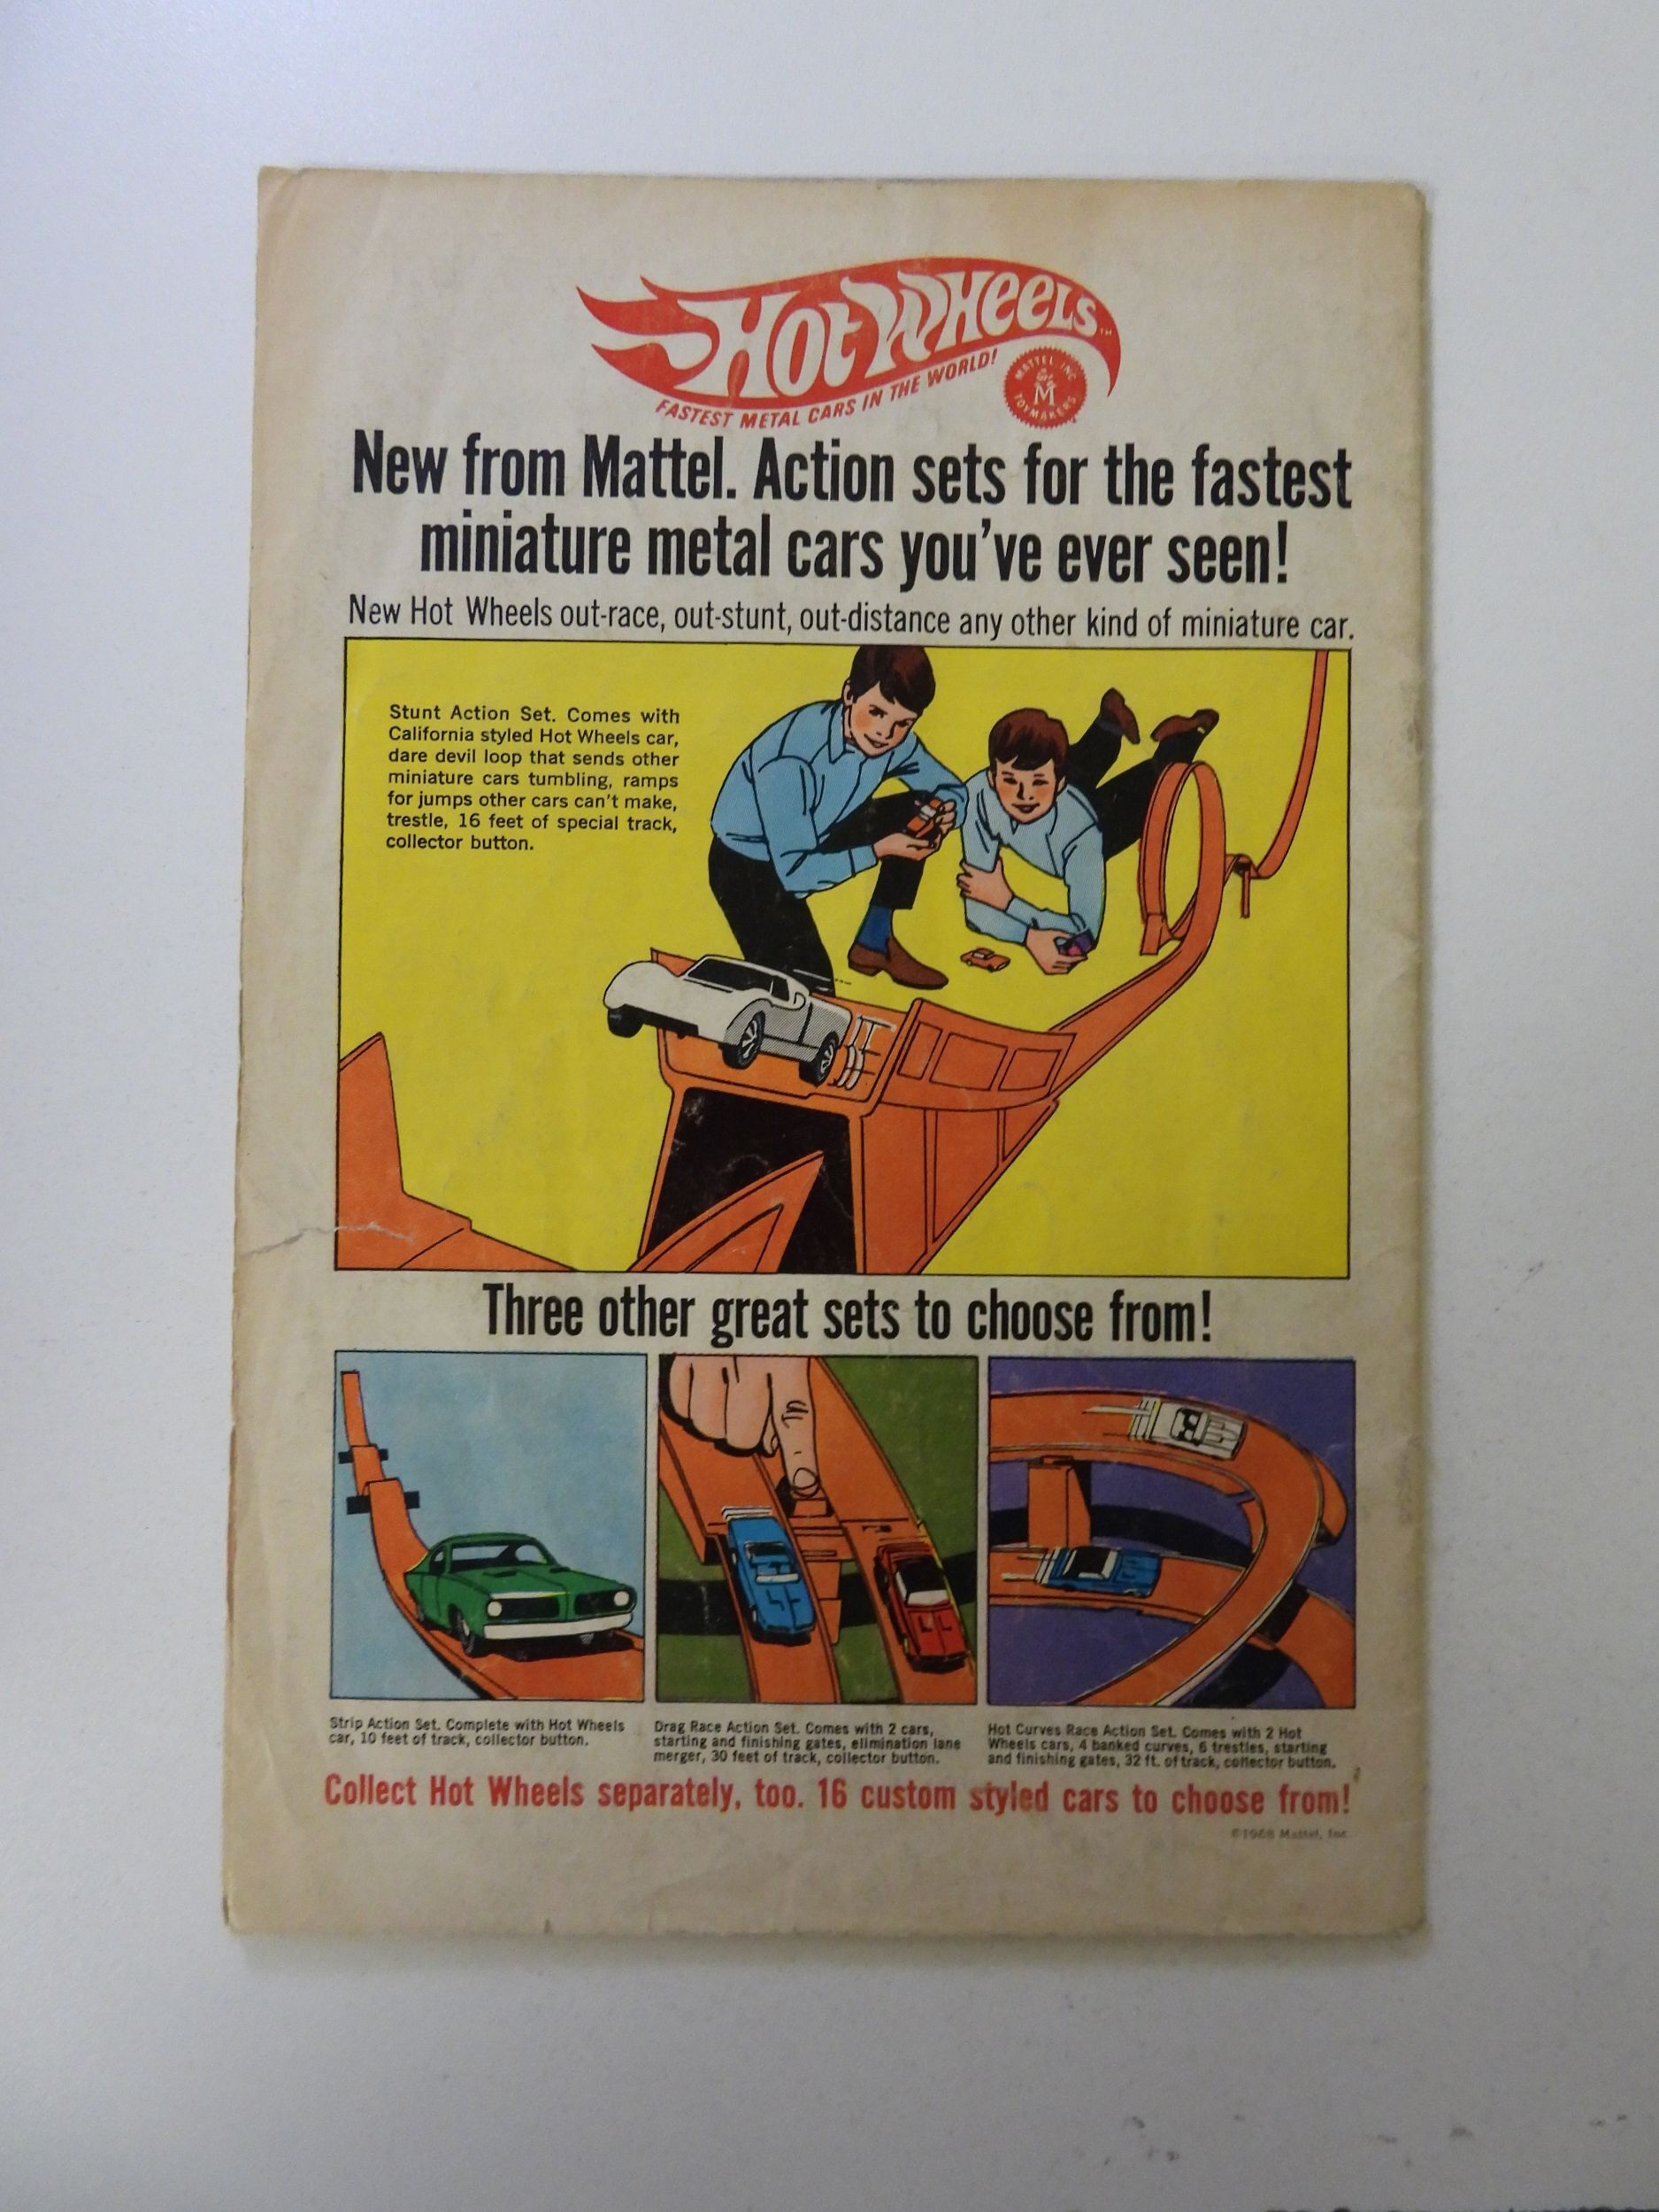 Hot Wheels™
FASTEST METAL CARS IN THE WORLD!
MATTEL, INC.
M
TOYMAKERS
New from Mattel. Action sets for the fastest
miniature metal cars you've ever seen!
New Hot Wheels out-race, out-stunt, out-distance any other kind of miniature car.
Stunt Action Set. Comes with
California styled Hot Wheels car,
dare devil loop that sends other
miniature cars tumbling, ramps
for jumps other cars can't make,
trestle, 16 feet of special track,
collector button.
Three other great sets to choose from!
Strip Action Set. Complete with Hot Wheels
car, 10 feet of track, collector button.
Drag Race Action Set. Comes with 2 cars,
starting and finishing gates, elimination lane
merger, 30 feet of track, collector button.
Hot Curves Race Action Set. Comes with 2 Hot
Wheels cars, 4 banked curves, 6 trestles, starting
and finishing gates, 32 ft. of track, collector button.
Collect Hot Wheels separately, too. 16 custom styled cars to choose from!
©1968 Mattel, Inc.